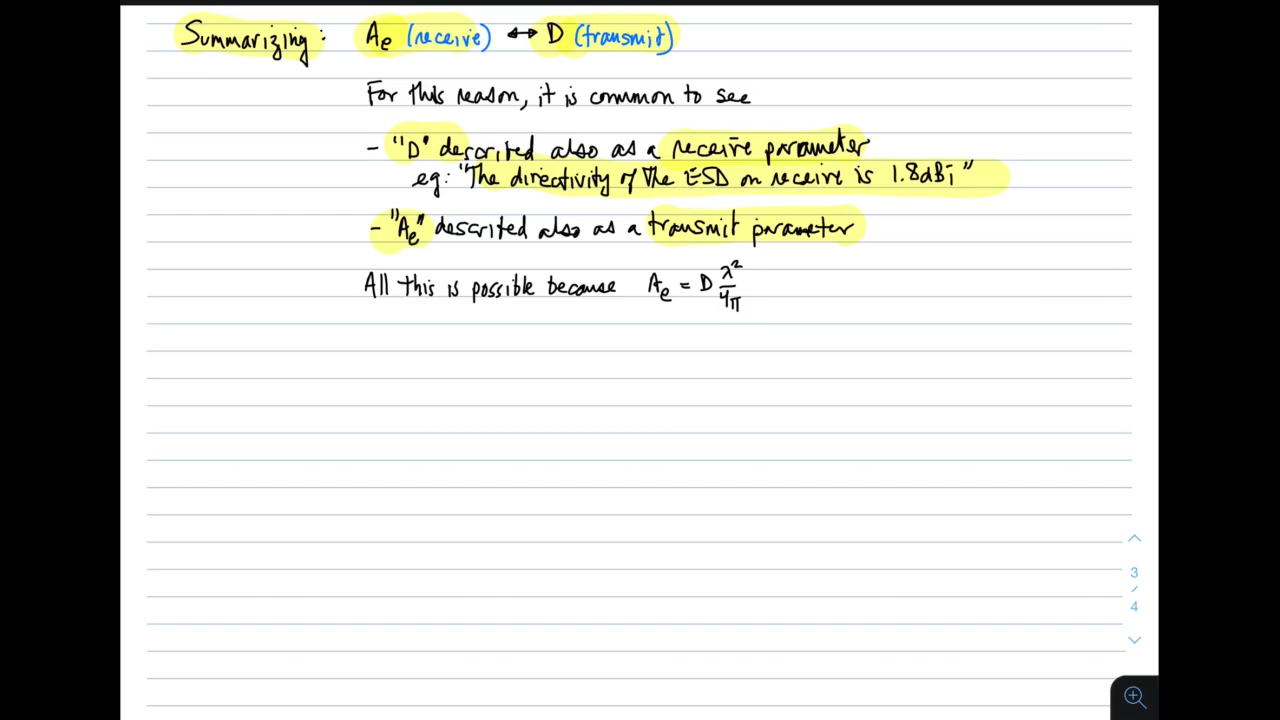 Summarizing: Ae (receive) ↔ D (transmit)
For this reason, it is common to see
- "D" described also as a receive parameter
eg: "The directivity of the ESD on receive is 1.8dBi"
- "Ae" described also as a transmit parameter
All this is possible because Ae = D λ²/4π
3
/
4